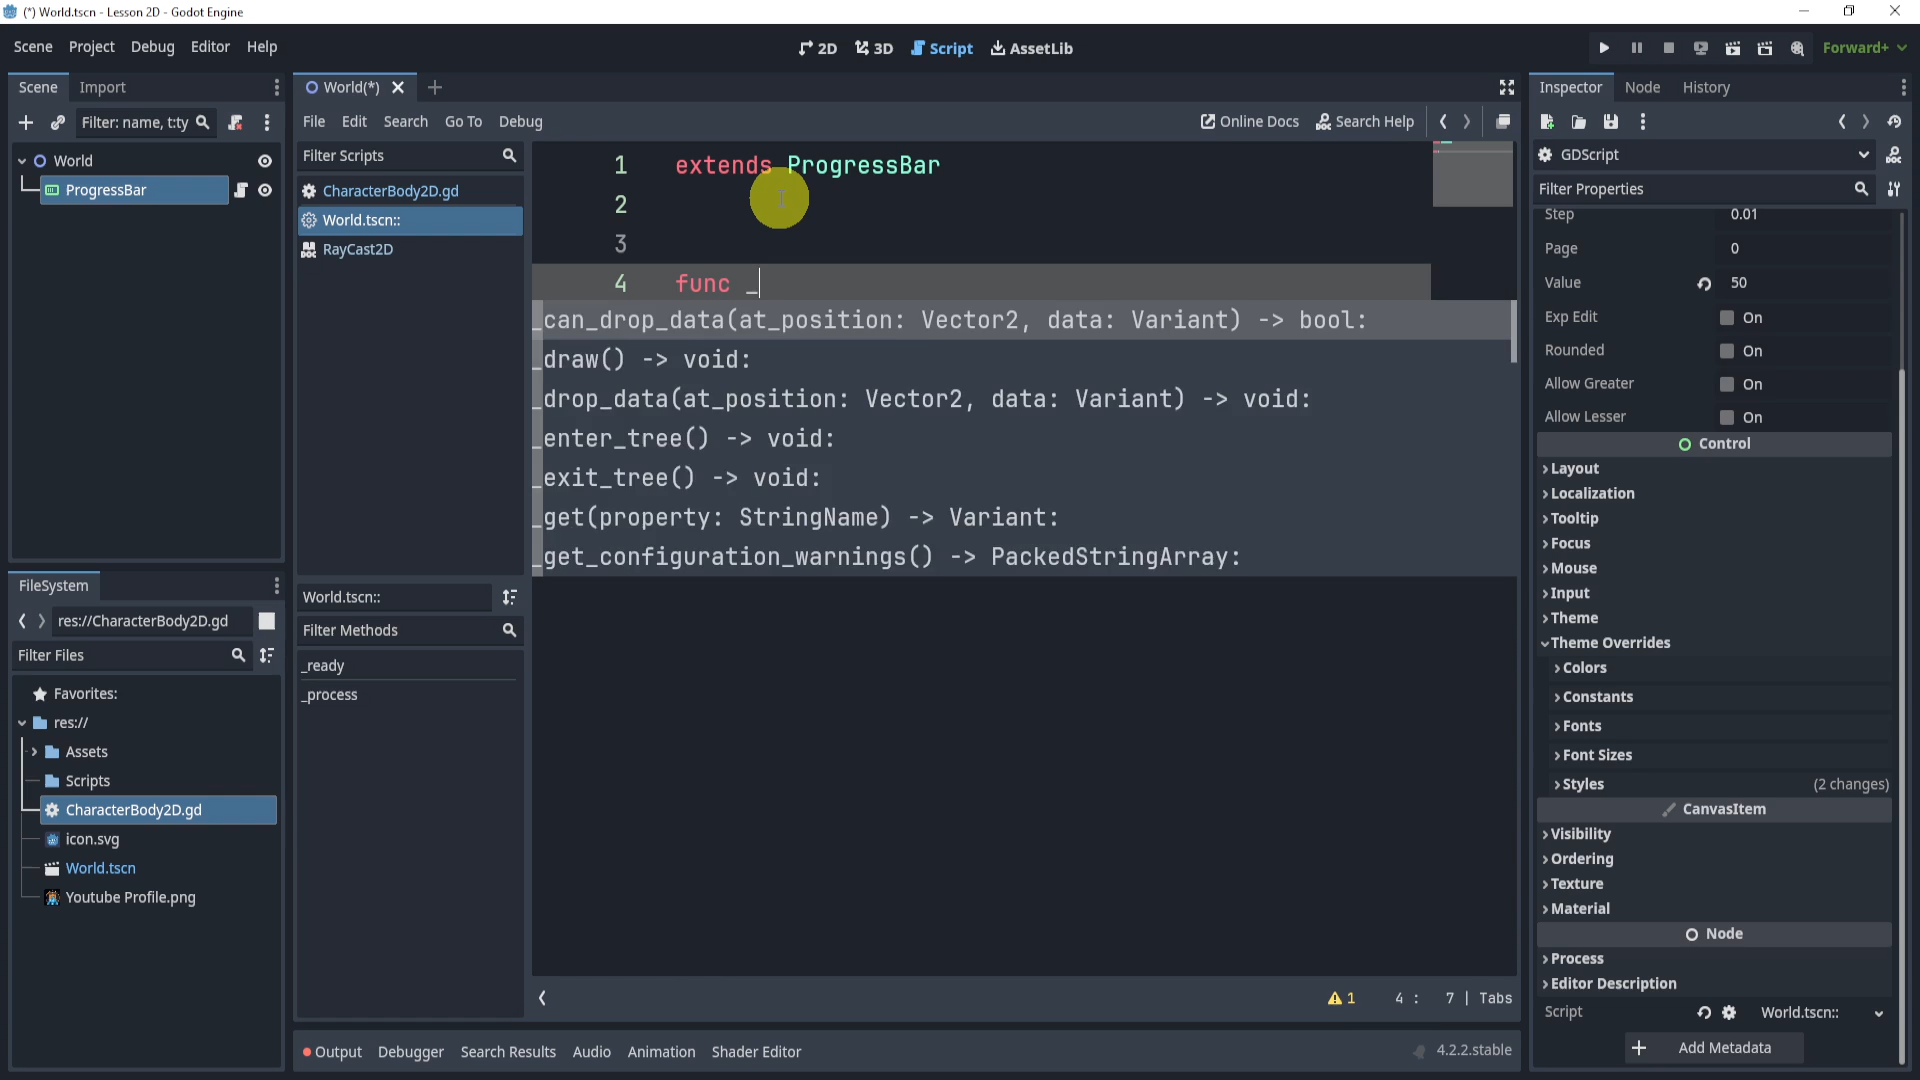 (*) World.tscn - Lesson 2D - Godot Engine
Scene Project Debug Editor Help
2D 3D Script AssetLib
Forward+
Scene Import
World(*)
Inspector Node History
Filter: name, t:ty
File Edit Search Go To Debug
Online Docs Search Help
Filter Scripts
GDScript
World
ProgressBar
CharacterBody2D.gd
World.tscn::
RayCast2D
1 extends ProgressBar
2
3
4 func _
_can_drop_data(at_position: Vector2, data: Variant) -> bool:
_draw() -> void:
_drop_data(at_position: Vector2, data: Variant) -> void:
_enter_tree() -> void:
_exit_tree() -> void:
_get(property: StringName) -> Variant:
_get_configuration_warnings() -> PackedStringArray:
Filter Properties
Step 0.01
Page 0
Value 50
Exp Edit On
Rounded On
Allow Greater On
Allow Lesser On
Control
Layout
Localization
Tooltip
Focus
Mouse
Input
Theme
Theme Overrides
Colors
Constants
Fonts
Font Sizes
Styles (2 changes)
CanvasItem
Visibility
Ordering
Texture
Material
Node
Process
Editor Description
Script World.tscn::
Add Metadata
FileSystem
res://CharacterBody2D.gd
Filter Files
Favorites:
res://
Assets
Scripts
CharacterBody2D.gd
icon.svg
World.tscn
Youtube Profile.png
World.tscn::
Filter Methods
_ready
_process
1 4 : 7 | Tabs
Output Debugger Search Results Audio Animation Shader Editor
4.2.2.stable